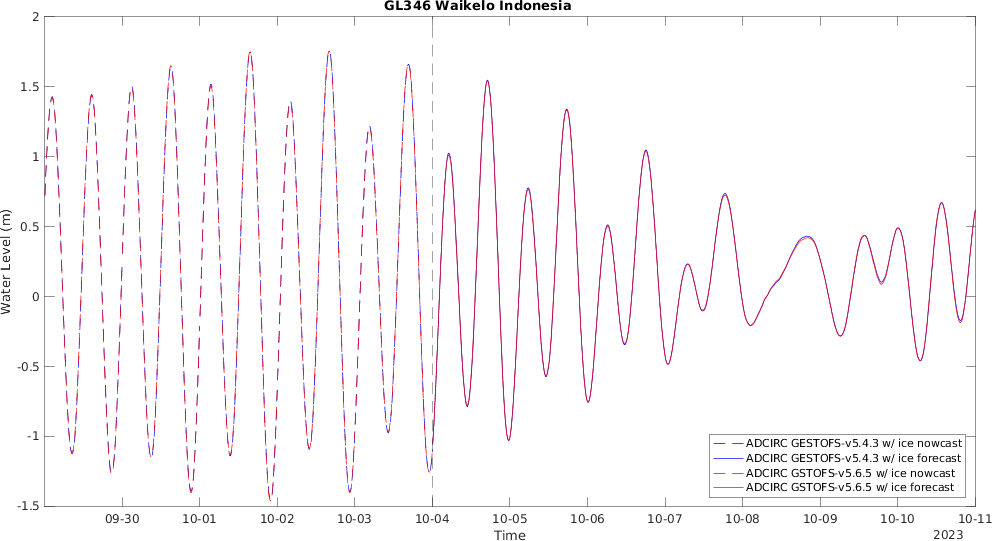 GL346 Waikelo Indonesia
2
1.5
1
0.5
0
-0.5
-1
-1.5
Water Level (m)
ADCIRC GESTOFS-v5.4.3 w/ ice nowcast
ADCIRC GESTOFS-v5.4.3 w/ ice forecast
ADCIRC GSTOFS-v5.6.5 w/ ice nowcast
ADCIRC GSTOFS-v5.6.5 w/ ice forecast
09-30 10-01 10-02 10-03 10-04 10-05 10-06 10-07 10-08 10-09 10-10 10-11
Time
2023